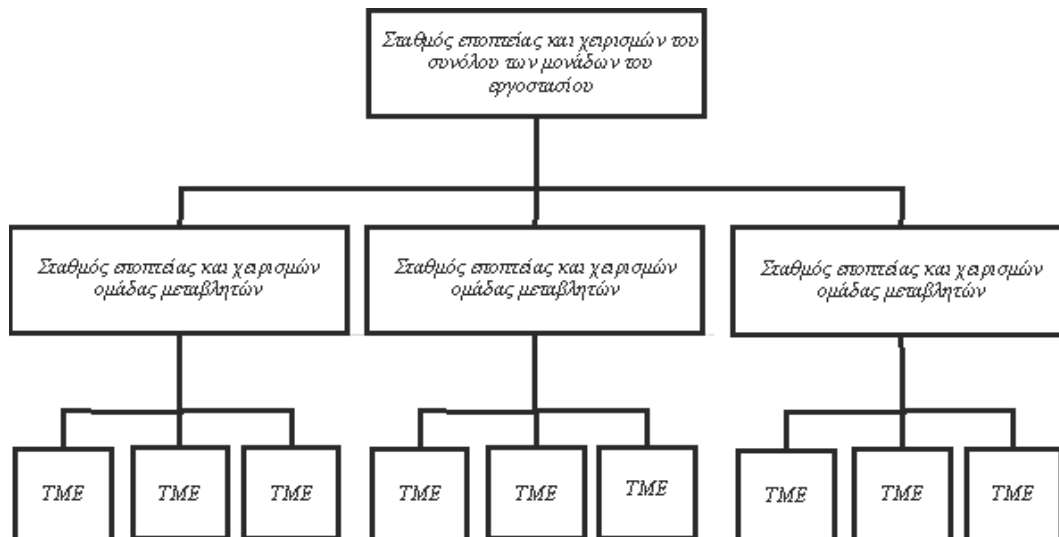 Σταθμός εποπτείας και χειρισμών του
συνόλου των μονάδων του
εργοστασίου
Σταθμός εποπτείας και χειρισμών
ομάδας μεταβλητών
Σταθμός εποπτείας και χειρισμών
ομάδας μεταβλητών
Σταθμός εποπτείας και χειρισμών
ομάδας μεταβλητών
ΤΜΕ
ΤΜΕ
ΤΜΕ
ΤΜΕ
ΤΜΕ
ΤΜΕ
ΤΜΕ
ΤΜΕ
ΤΜΕ